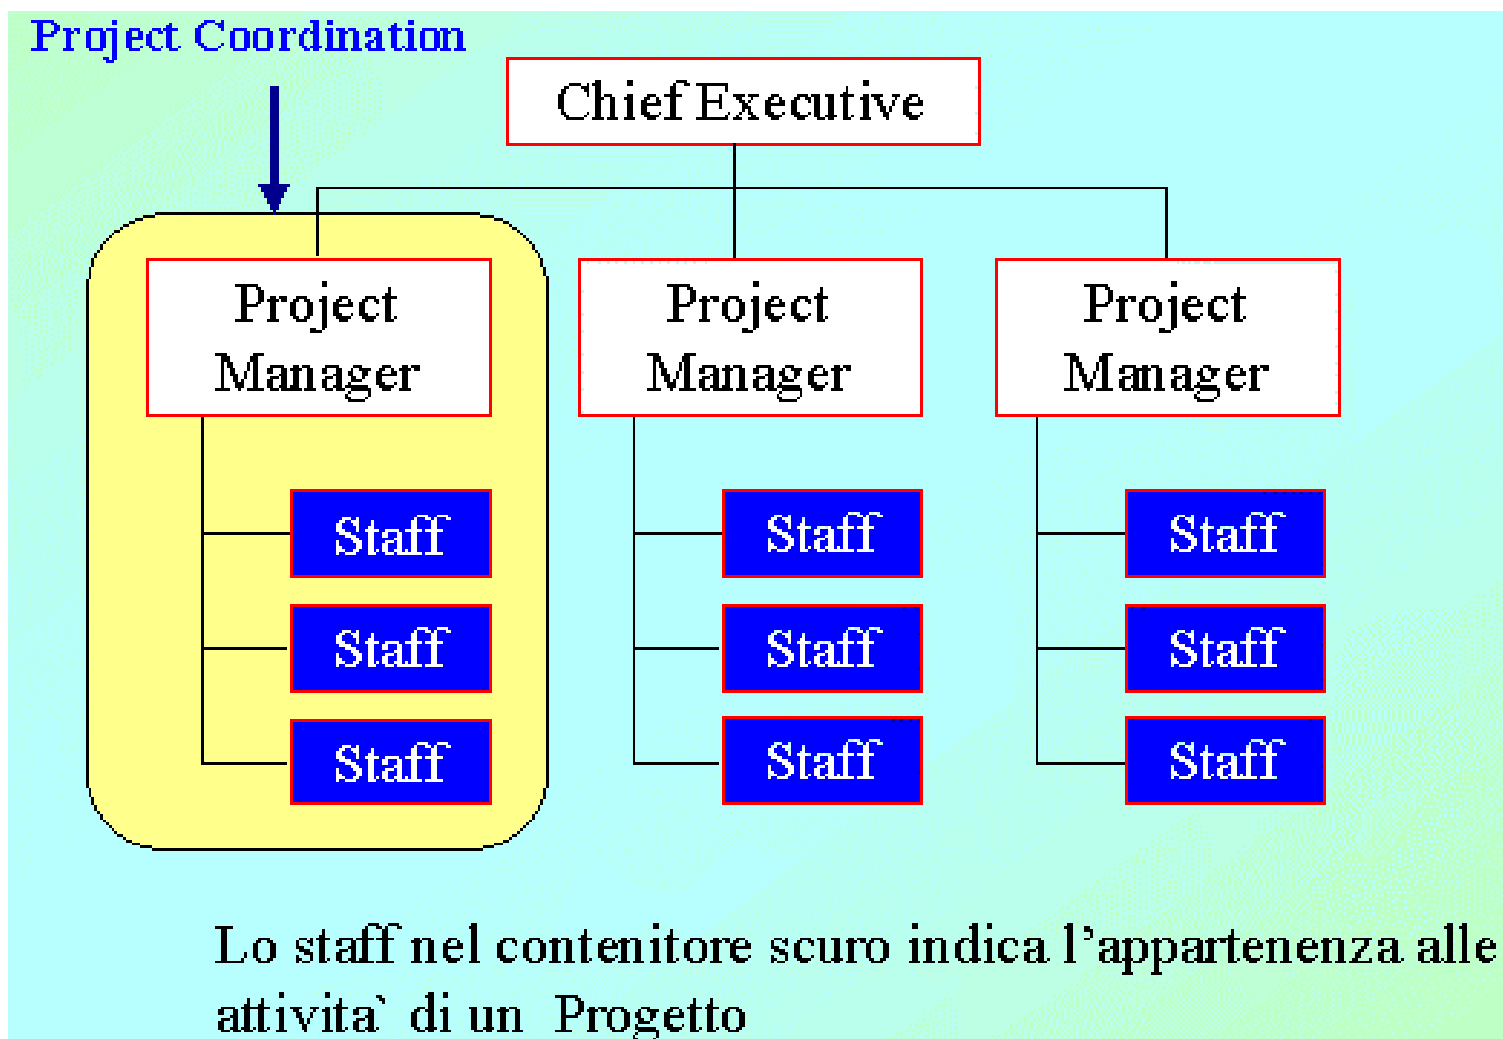 Project Coordination
Chief Executive
Project
Manager
Project
Manager
Project
Manager
Staff
Staff
Staff
Staff
Staff
Staff
Staff
Staff
Staff
Lo staff nel contenitore scuro indica l'appartenenza alle
attivita` di un Progetto